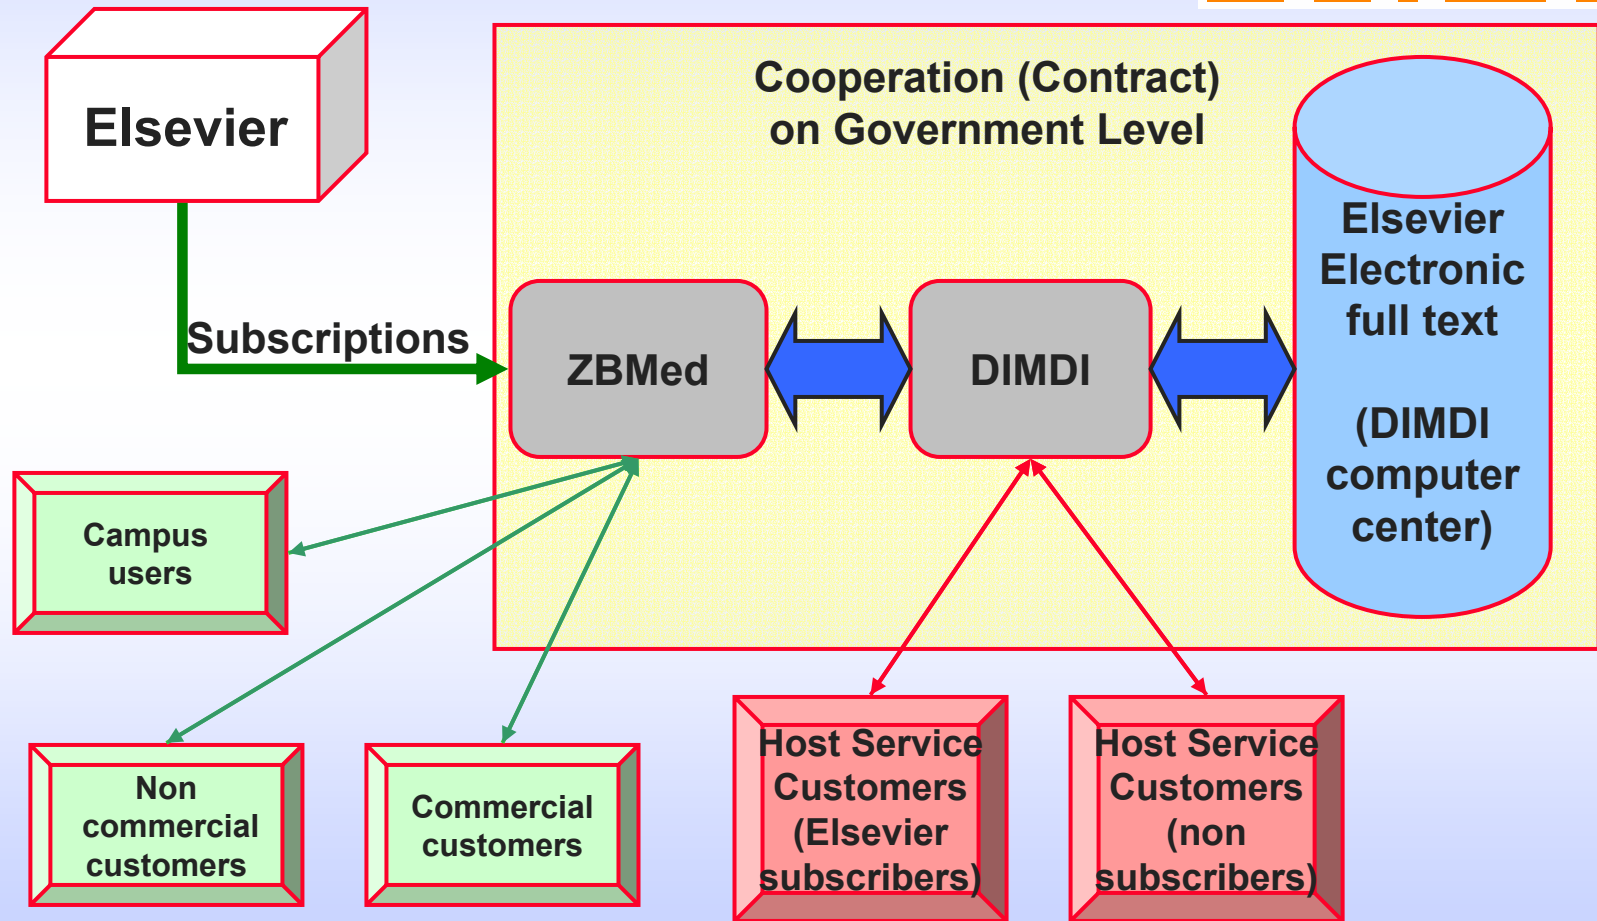 Elsevier
Cooperation (Contract)
on Government Level
Elsevier
Electronic
full text
(DIMDI
computer
center)
Subscriptions
ZBMed
DIMDI
Campus
users
Non
commercial
customers
Commercial
customers
Host Service
Customers
(Elsevier
subscribers)
Host Service
Customers
(non
subscribers)